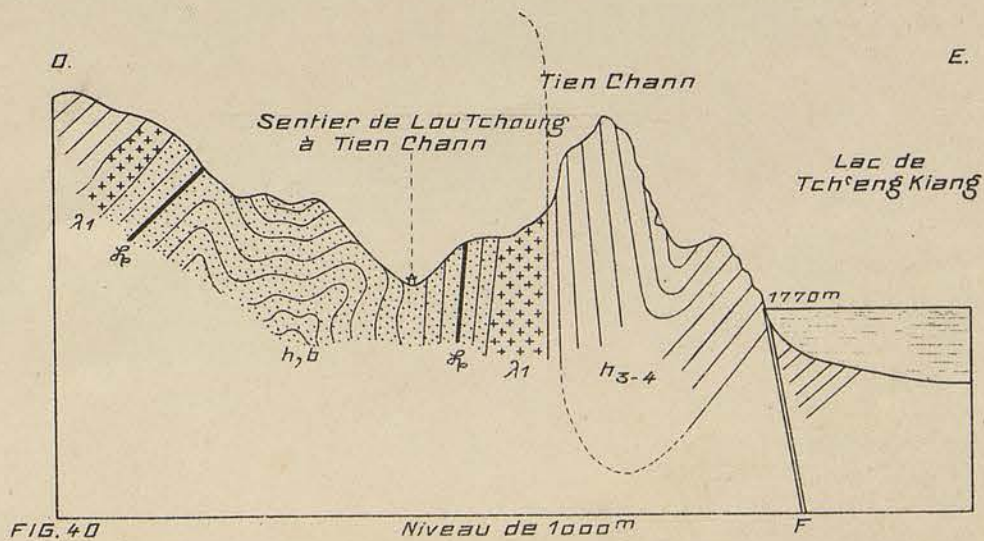 O.
E.
Tien Chann
Sentier de Lou Tchoung
à Tien Chann
Lac de
Tch‘eng Kiang
λ1
1770m
h,b
λ1
h3-4
FIG. 40
Niveau de 1000m
F